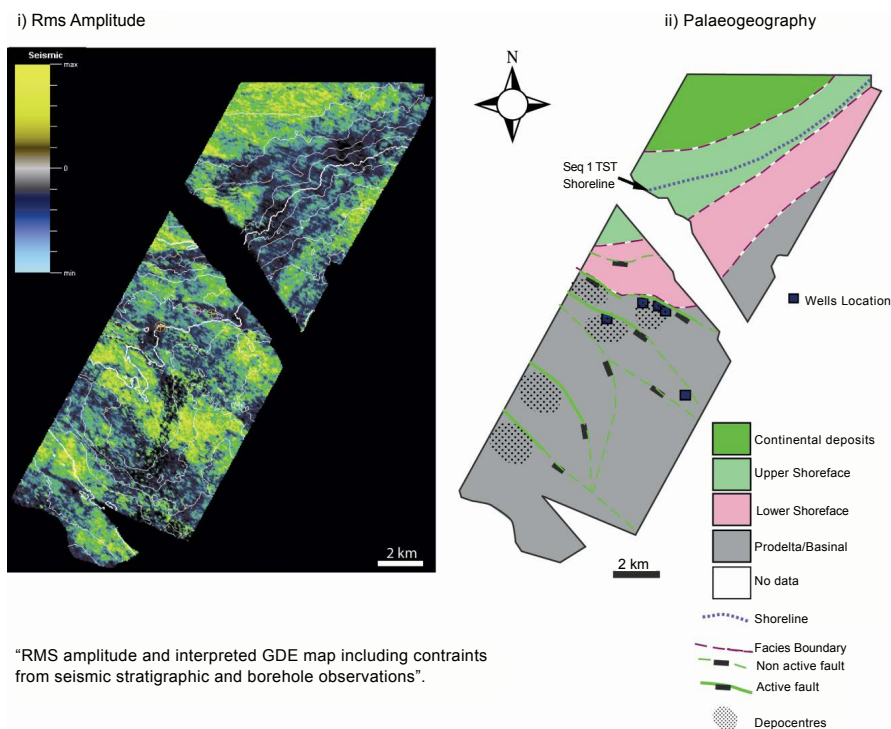 i) Rms Amplitude
ii) Palaeogeography
Seismic
max
0
min
2 km
N
Seq 1 TST
Shoreline
Wells Location
2 km
Continental deposits
Upper Shoreface
Lower Shoreface
Prodelta/Basinal
No data
Shoreline
Facies Boundary
Non active fault
Active fault
Depocentres
“RMS amplitude and interpreted GDE map including contraints
from seismic stratigraphic and borehole observations”.